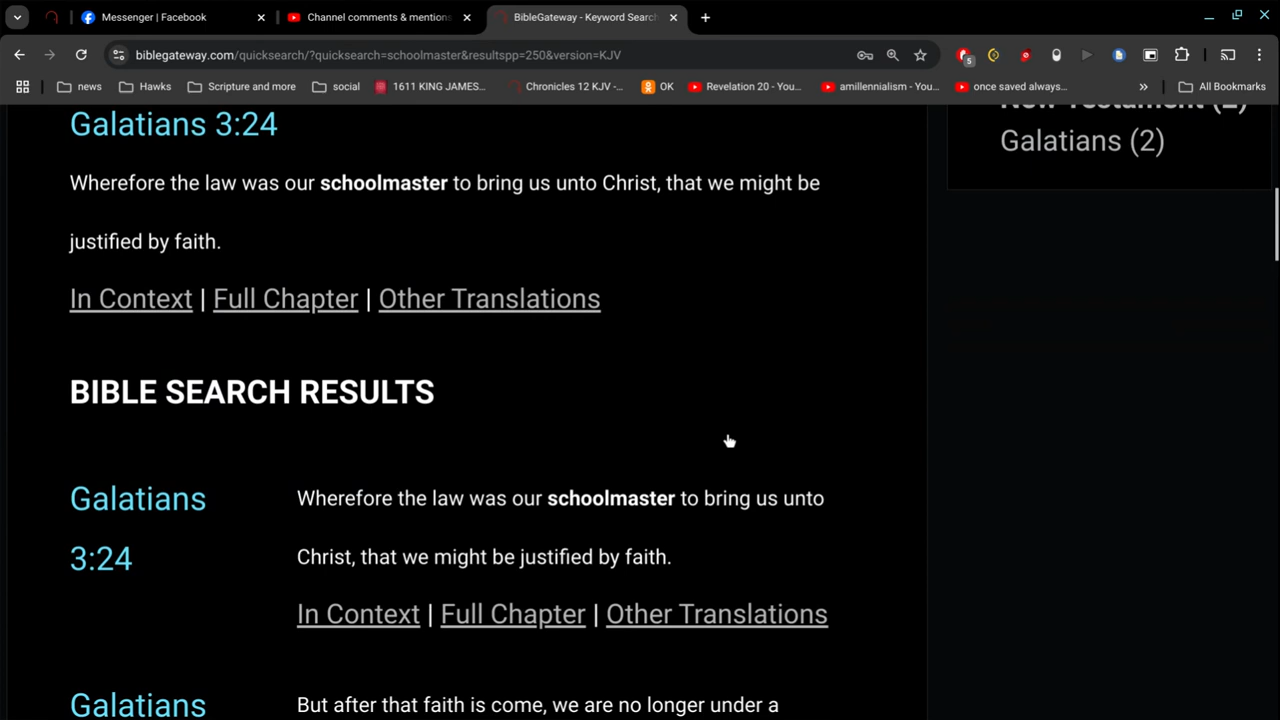 Messenger | Facebook
Channel comments & mentions
BibleGateway - Keyword Search
biblegateway.com/quicksearch/?quicksearch=schoolmaster&resultspp=250&version=KJV
5
news
Hawks
Scripture and more
social
1611 KING JAMES...
Chronicles 12 KJV -...
OK
Revelation 20 - You...
amillennialism - You...
once saved always...
»
All Bookmarks
New Testament (2)
Galatians (2)
Galatians 3:24
Wherefore the law was our schoolmaster to bring us unto Christ, that we might be
justified by faith.
In Context | Full Chapter | Other Translations
BIBLE SEARCH RESULTS
Galatians
3:24
Wherefore the law was our schoolmaster to bring us unto
Christ, that we might be justified by faith.
In Context | Full Chapter | Other Translations
Galatians
But after that faith is come, we are no longer under a